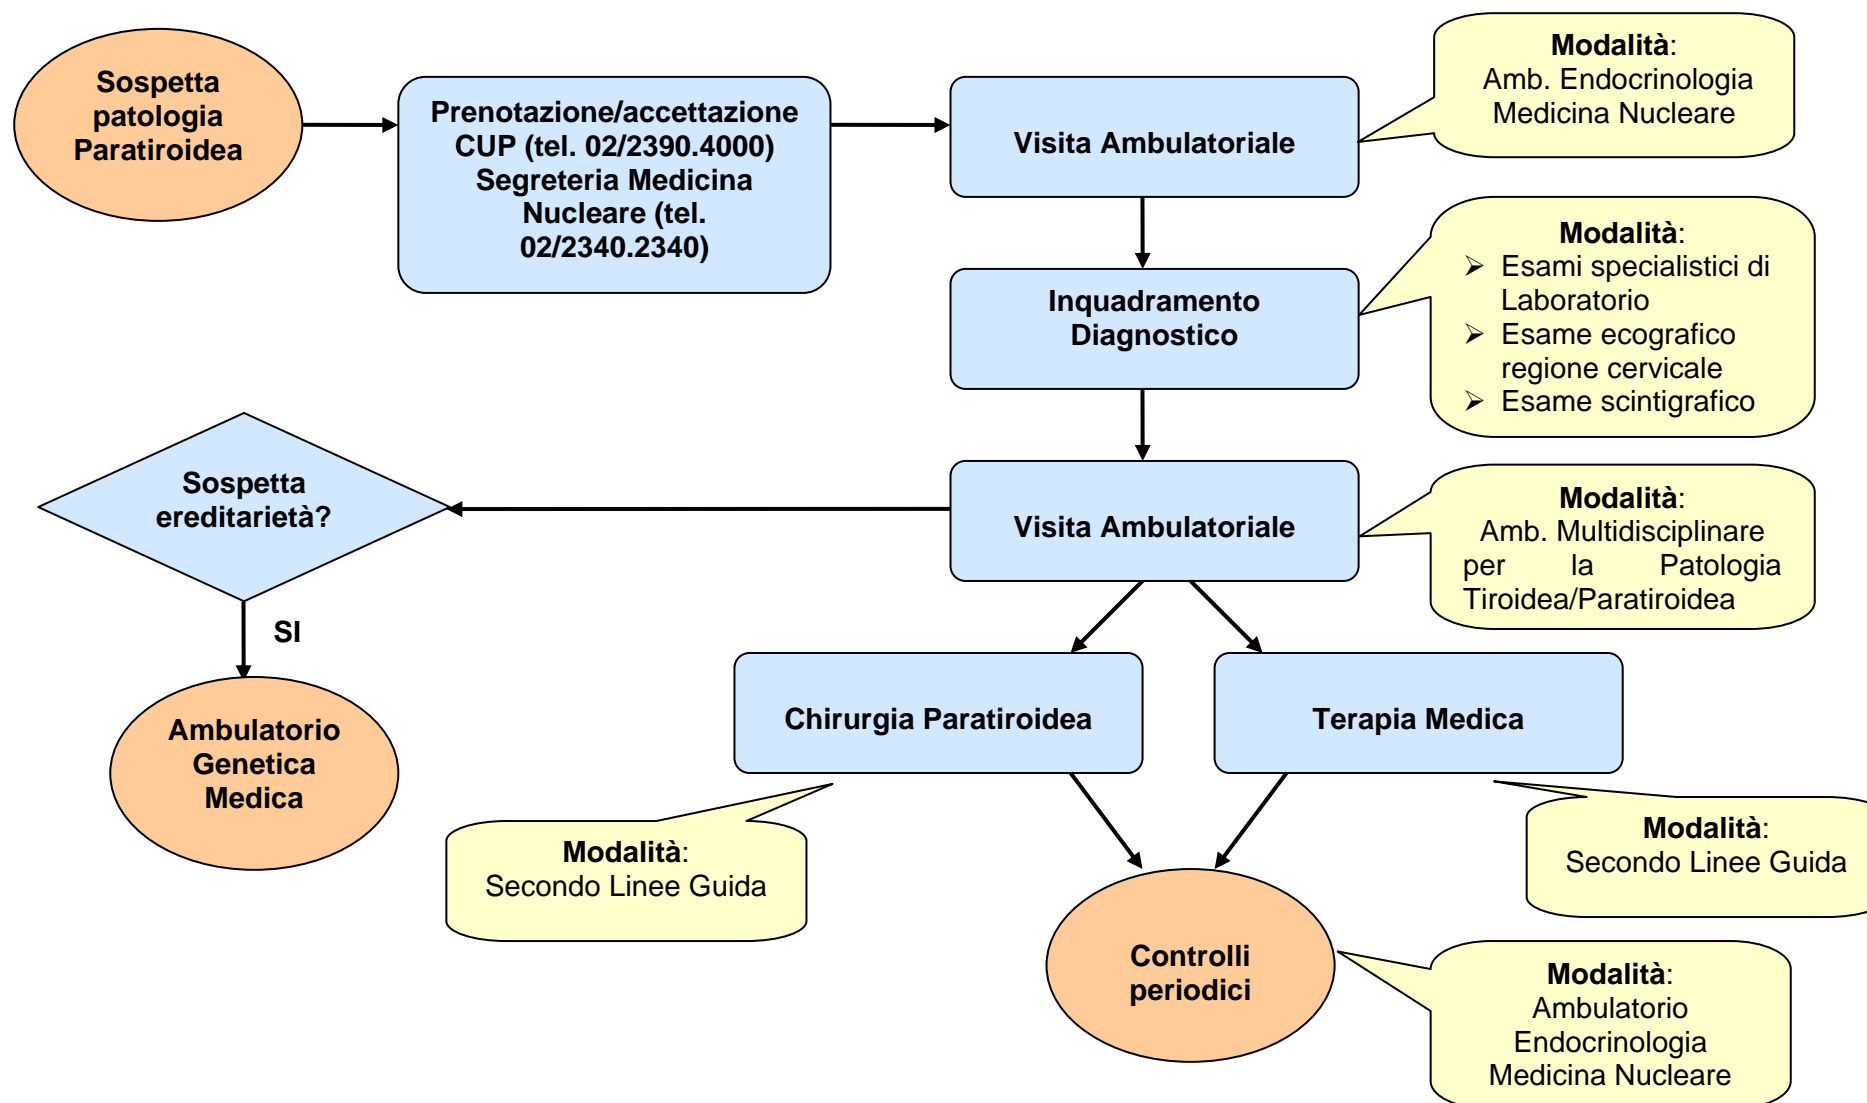 Sospetta
patologia
Paratiroidea
Prenotazione/accettazione
CUP (tel. 02/2390.4000)
Segreteria Medicina
Nucleare (tel.
02/2340.2340)
Visita Ambulatoriale
Modalità:
Amb. Endocrinologia
Medicina Nucleare
Inquadramento
Diagnostico
Modalità:
➢ Esami specialistici di
Laboratorio
➢ Esame ecografico
regione cervicale
➢ Esame scintigrafico
Sospetta
ereditarietà?
Visita Ambulatoriale
Modalità:
Amb. Multidisciplinare
per la Patologia
Tiroidea/Paratiroidea
SI
Ambulatorio
Genetica
Medica
Chirurgia Paratiroidea
Terapia Medica
Modalità:
Secondo Linee Guida
Modalità:
Secondo Linee Guida
Controlli
periodici
Modalità:
Ambulatorio
Endocrinologia
Medicina Nucleare